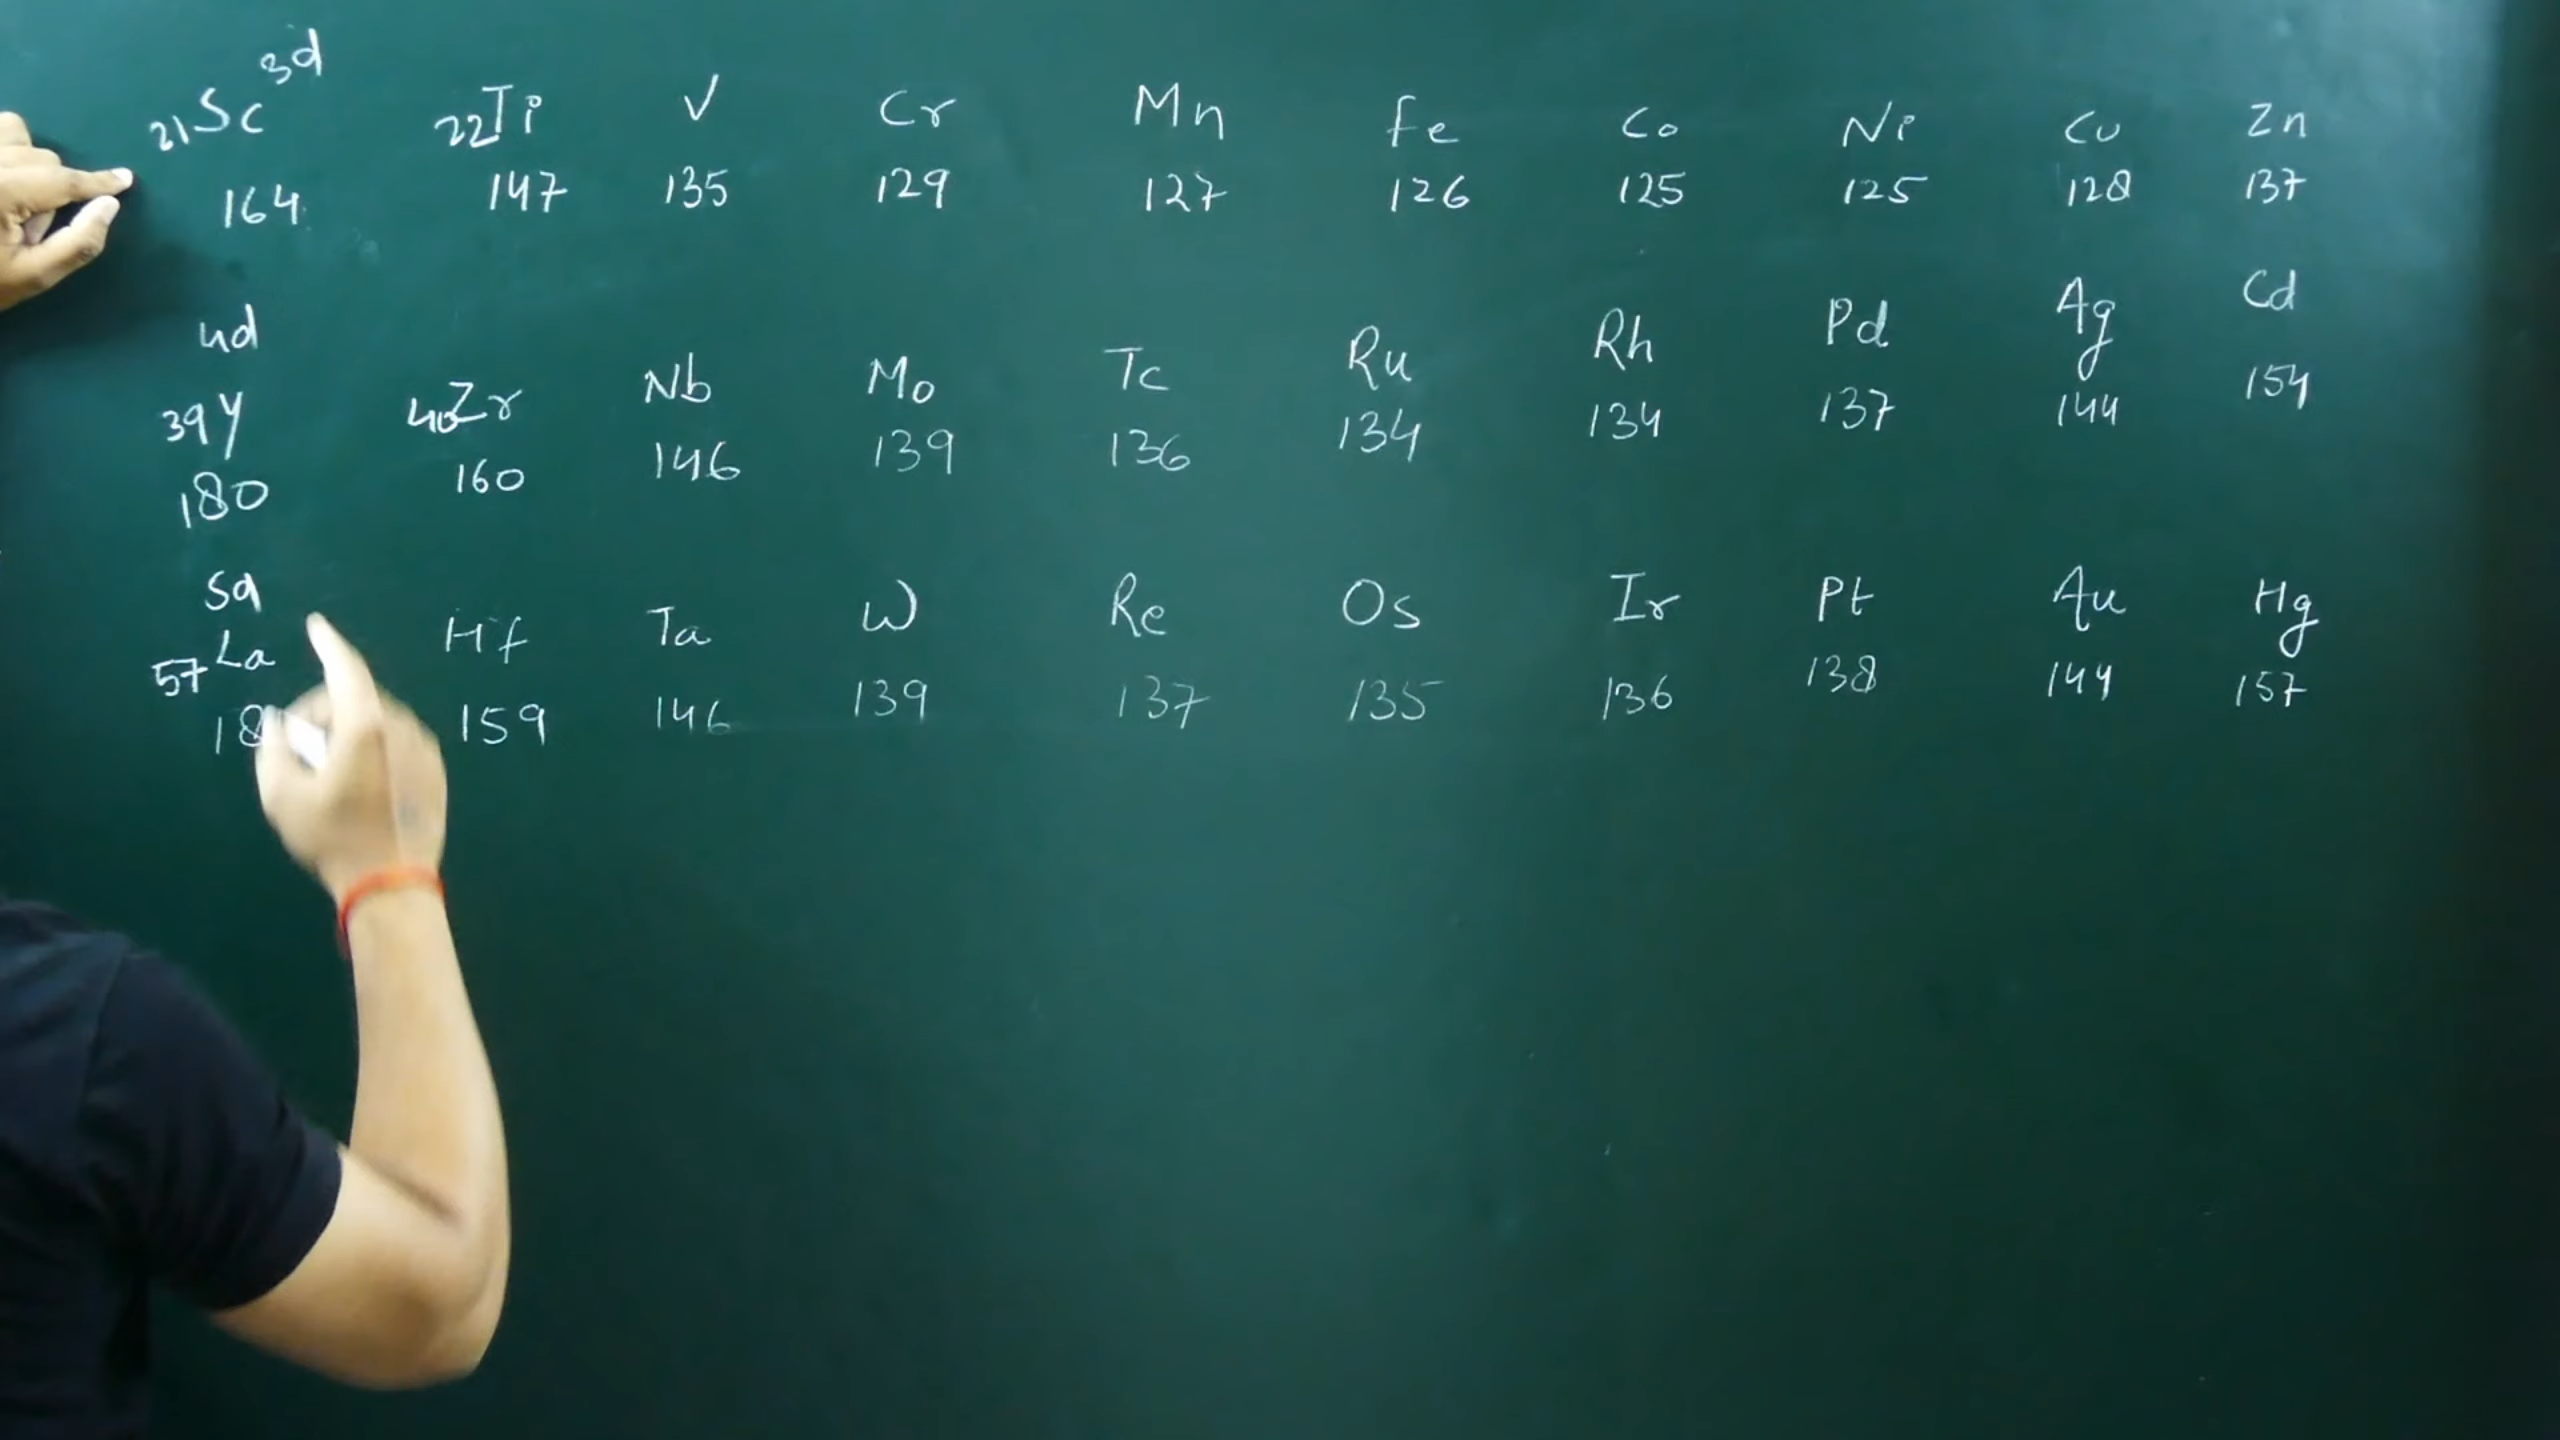 3d
21Sc 22Ti V Cr Mn Fe Co Ni Cu Zn
164 147 135 129 127 126 125 125 128 137
4d
39Y 40Zr Nb Mo Tc Ru Rh Pd Ag Cd
180 160 146 139 136 134 134 137 144 154
5d
57La Hf Ta W Re Os Ir Pt Au Hg
159 146 139 137 135 136 138 144 157